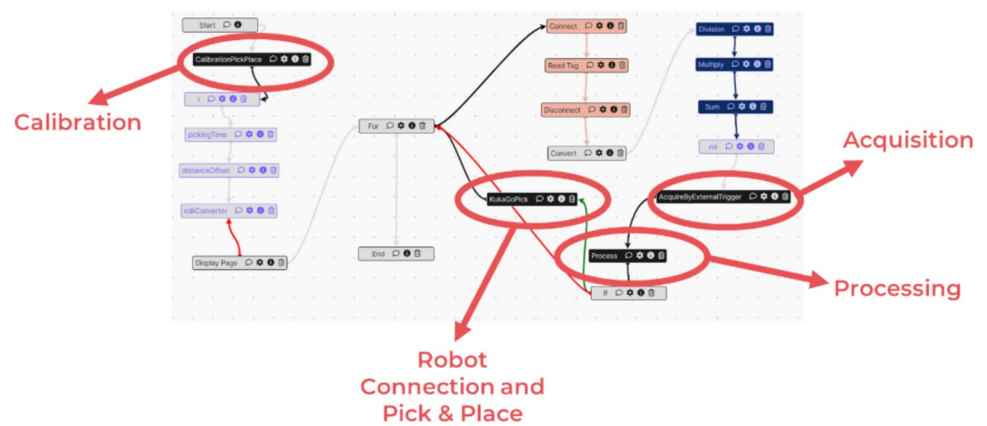 Start
CalibrationPickPlace
i
pickingTime
distanceOffset
millConverter
Display Page
For
End
Connect
Read Tag
Disconnect
Convert
KukaGoPick
Division
Multiply
Sum
roi
AcquireByExternalTrigger
Process
If
Calibration
Acquisition
Processing
Robot
Connection and
Pick & Place